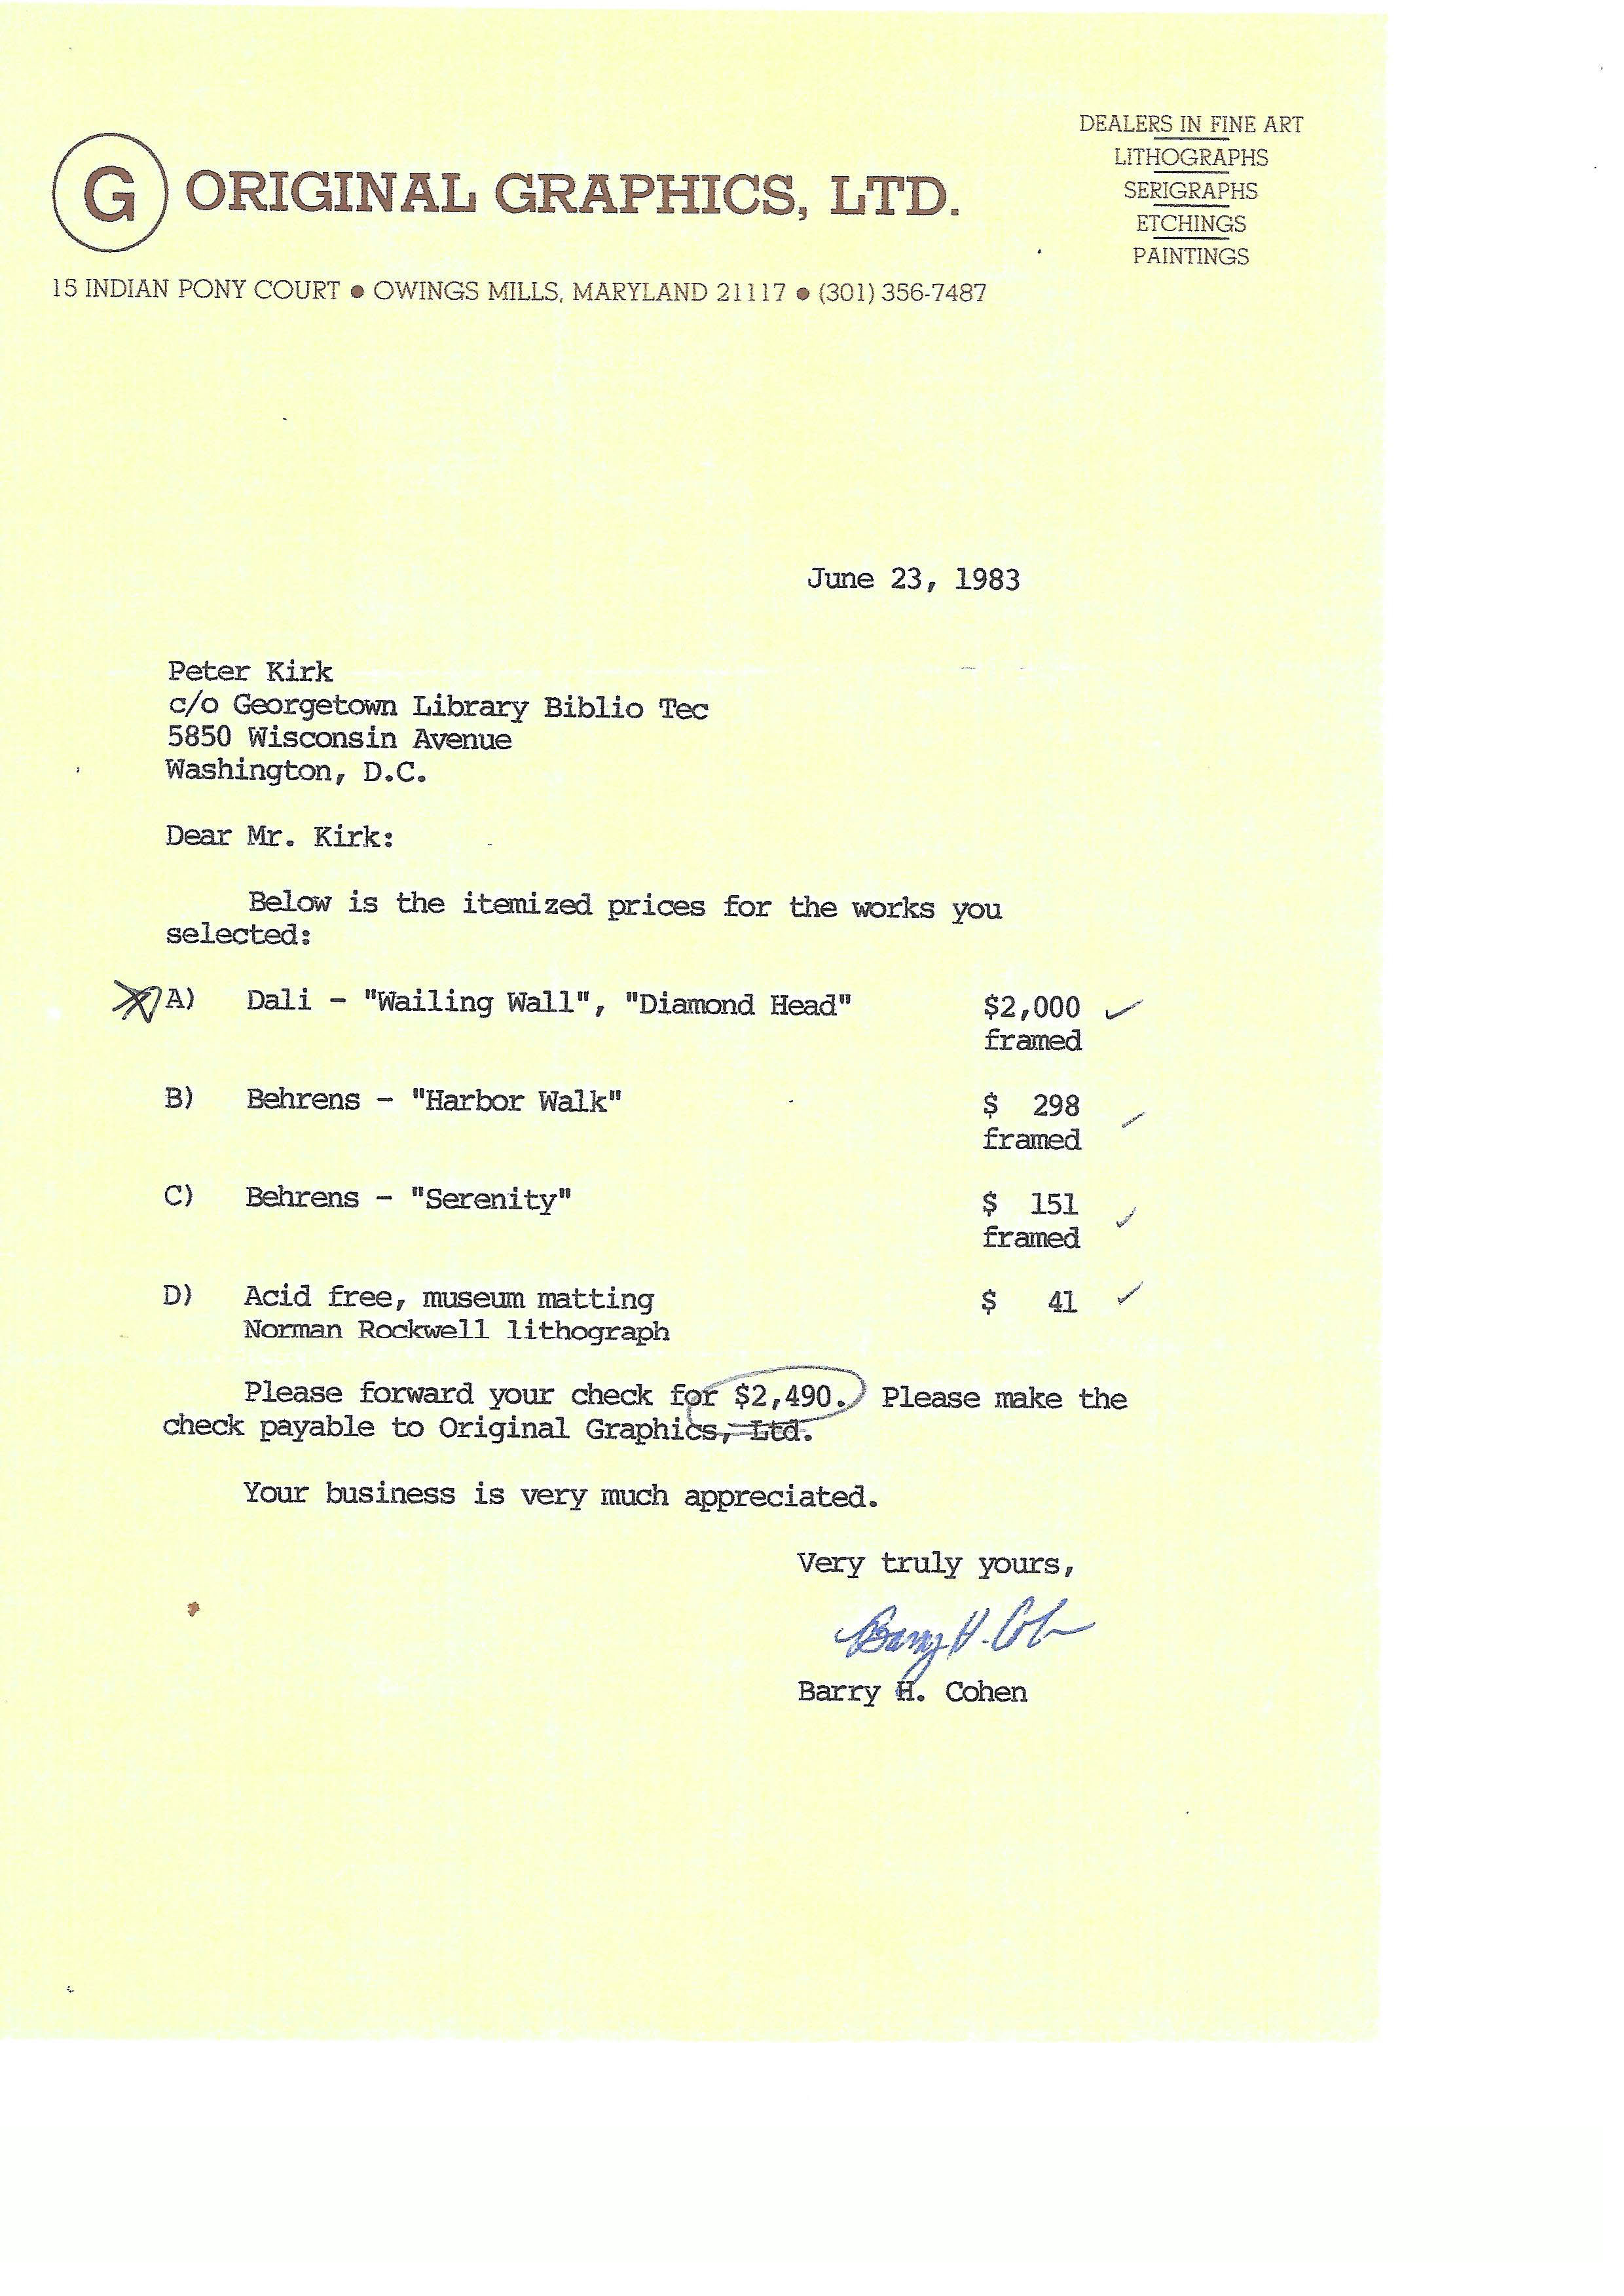 G ORIGINAL GRAPHICS, LTD.
15 INDIAN PONY COURT ● OWINGS MILLS, MARYLAND 21117 ● (301) 356-7487
DEALERS IN FINE ART
LITHOGRAPHS
SERIGRAPHS
ETCHINGS
PAINTINGS
June 23, 1983
Peter Kirk
c/o Georgetown Library Biblio Tec
5850 Wisconsin Avenue
Washington, D.C.
Dear Mr. Kirk:
Below is the itemized prices for the works you
selected:
A) Dali - "Wailing Wall", "Diamond Head" $2,000
framed
B) Behrens - "Harbor Walk" $ 298
framed
C) Behrens - "Serenity" $ 151
framed
D) Acid free, museum matting $ 41
Norman Rockwell lithograph
Please forward your check for $2,490. Please make the
check payable to Original Graphics, Ltd.
Your business is very much appreciated.
Very truly yours,
Barry H. Cohen
Barry H. Cohen